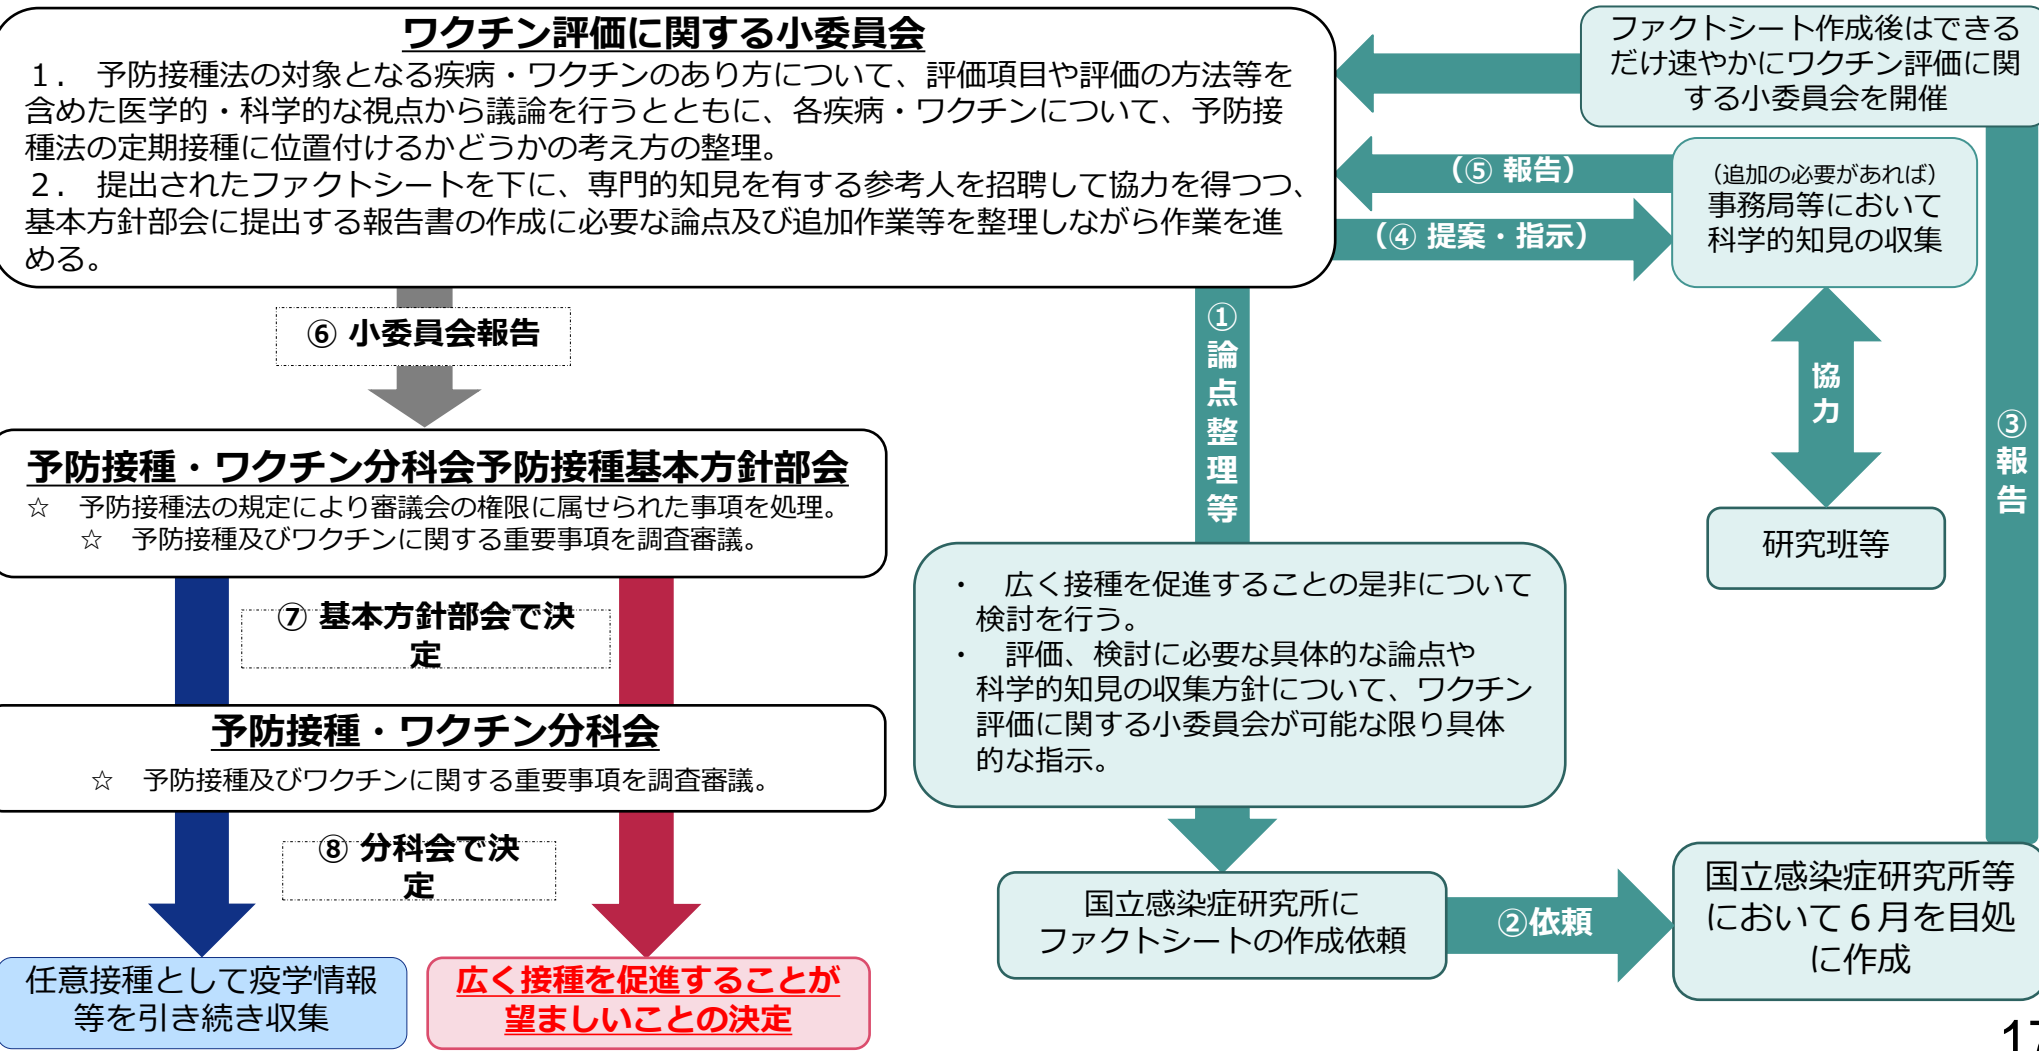 ワクチン評価に関する小委員会
１． 予防接種法の対象となる疾病・ワクチンのあり方について、評価項目や評価の方法等を
含めた医学的・科学的な視点から議論を行うとともに、各疾病・ワクチンについて、予防接
種法の定期接種に位置付けるかどうかの考え方の整理。
２． 提出されたファクトシートを下に、専門的知見を有する参考人を招聘して協力を得つつ、
基本方針部会に提出する報告書の作成に必要な論点及び追加作業等を整理しながら作業を進
める。
ファクトシート作成後はできる
だけ速やかにワクチン評価に関
する小委員会を開催
（⑤ 報告）
（④ 提案・指示）
（追加の必要があれば）
事務局等において
科学的知見の収集
⑥ 小委員会報告
①論点整理等
協力
③報告
研究班等
予防接種・ワクチン分科会予防接種基本方針部会
☆ 予防接種法の規定により審議会の権限に属せられた事項を処理。
☆ 予防接種及びワクチンに関する重要事項を調査審議。
⑦ 基本方針部会で決
定
・ 広く接種を促進することの是非について
検討を行う。
・ 評価、検討に必要な具体的な論点や
科学的知見の収集方針について、ワクチン
評価に関する小委員会が可能な限り具体
的な指示。
予防接種・ワクチン分科会
☆ 予防接種及びワクチンに関する重要事項を調査審議。
⑧ 分科会で決
定
国立感染症研究所に
ファクトシートの作成依頼
②依頼
国立感染症研究所等
において６月を目処
に作成
任意接種として疫学情報
等を引き続き収集
広く接種を促進することが
望ましいことの決定
17